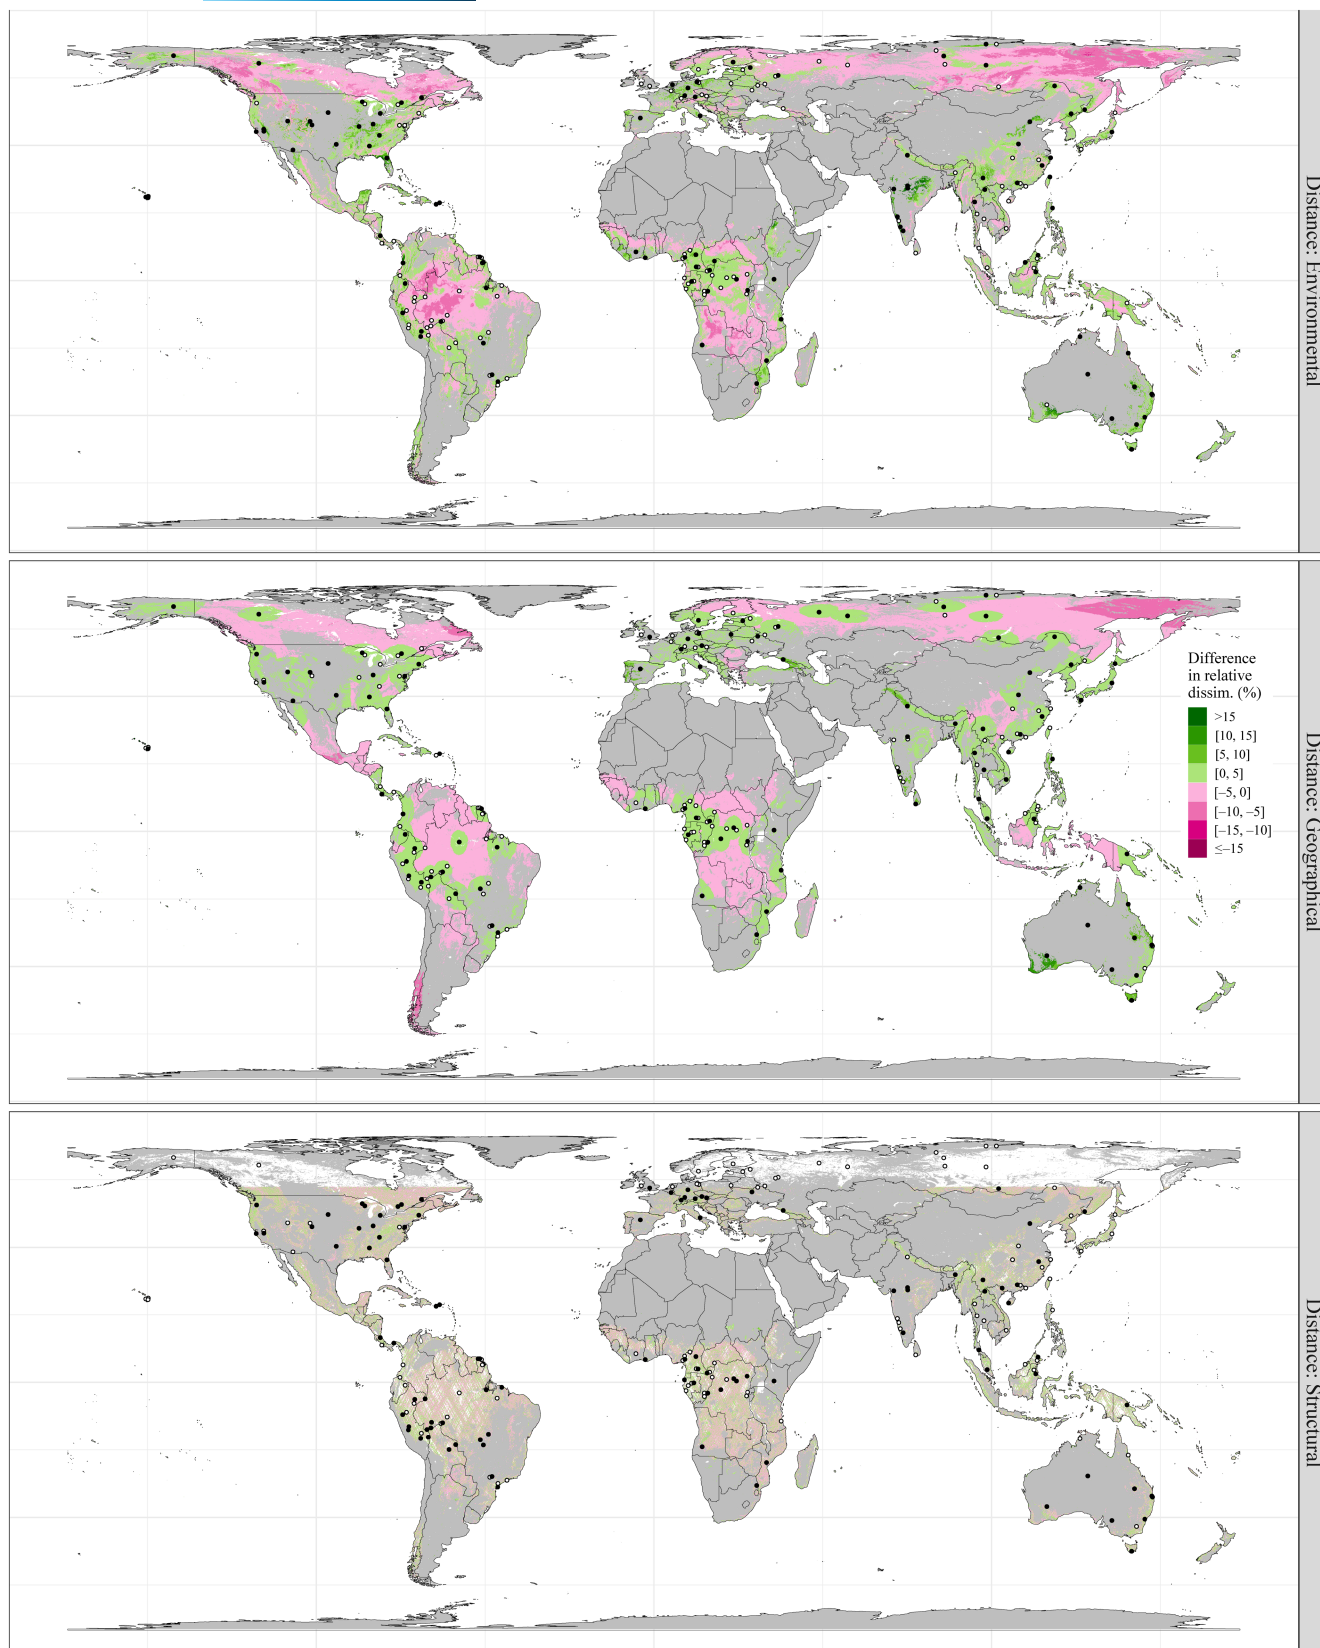 Distance: Environmental
Distance: Geographical
Difference
in relative
dissim. (%)
>15
[10, 15]
[5, 10]
[0, 5]
[−5, 0]
[−10, −5]
[−15, −10]
≤−15
Distance: Structural